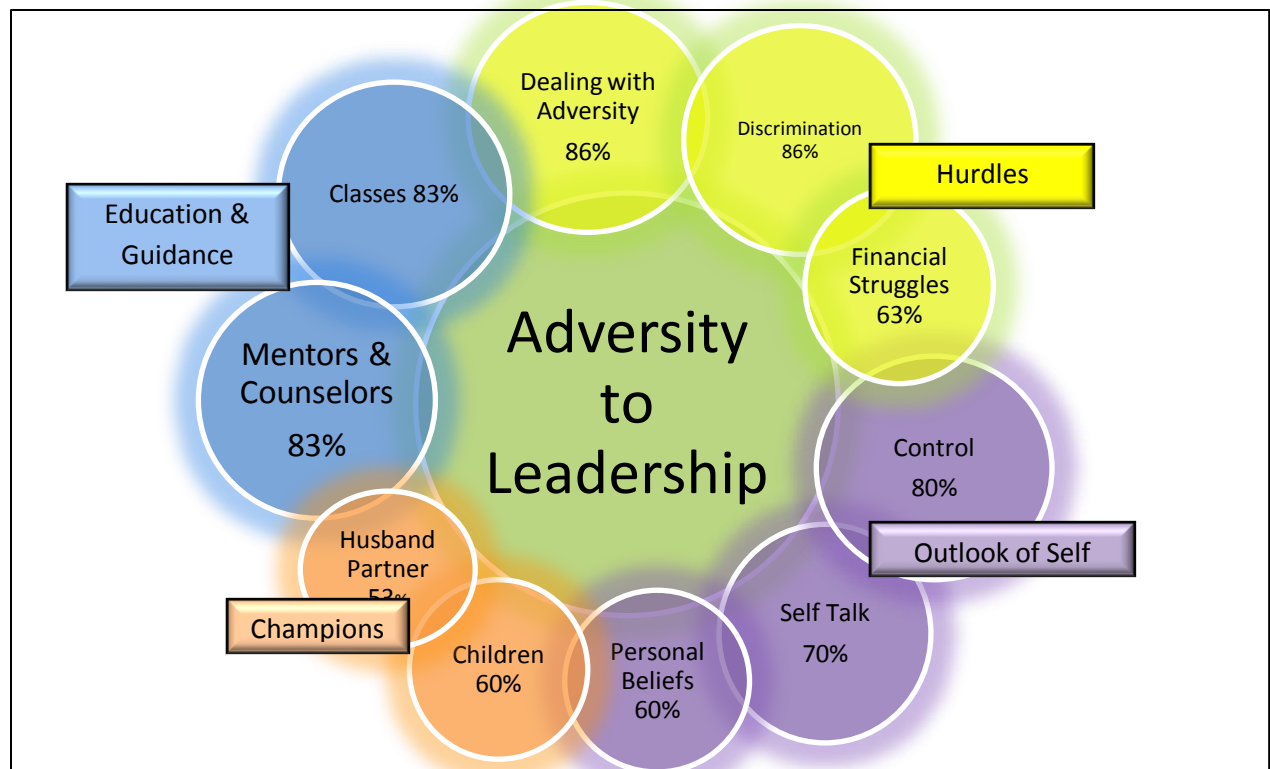 Dealing with
Adversity
86%
Discrimination
86%
Hurdles
Financial
Struggles
63%
Control
80%
Outlook of Self
Self Talk
70%
Personal
Beliefs
60%
Children
60%
Husband
Partner
53%
Champions
Mentors &
Counselors
83%
Education &
Guidance
Classes 83%
Adversity
to
Leadership